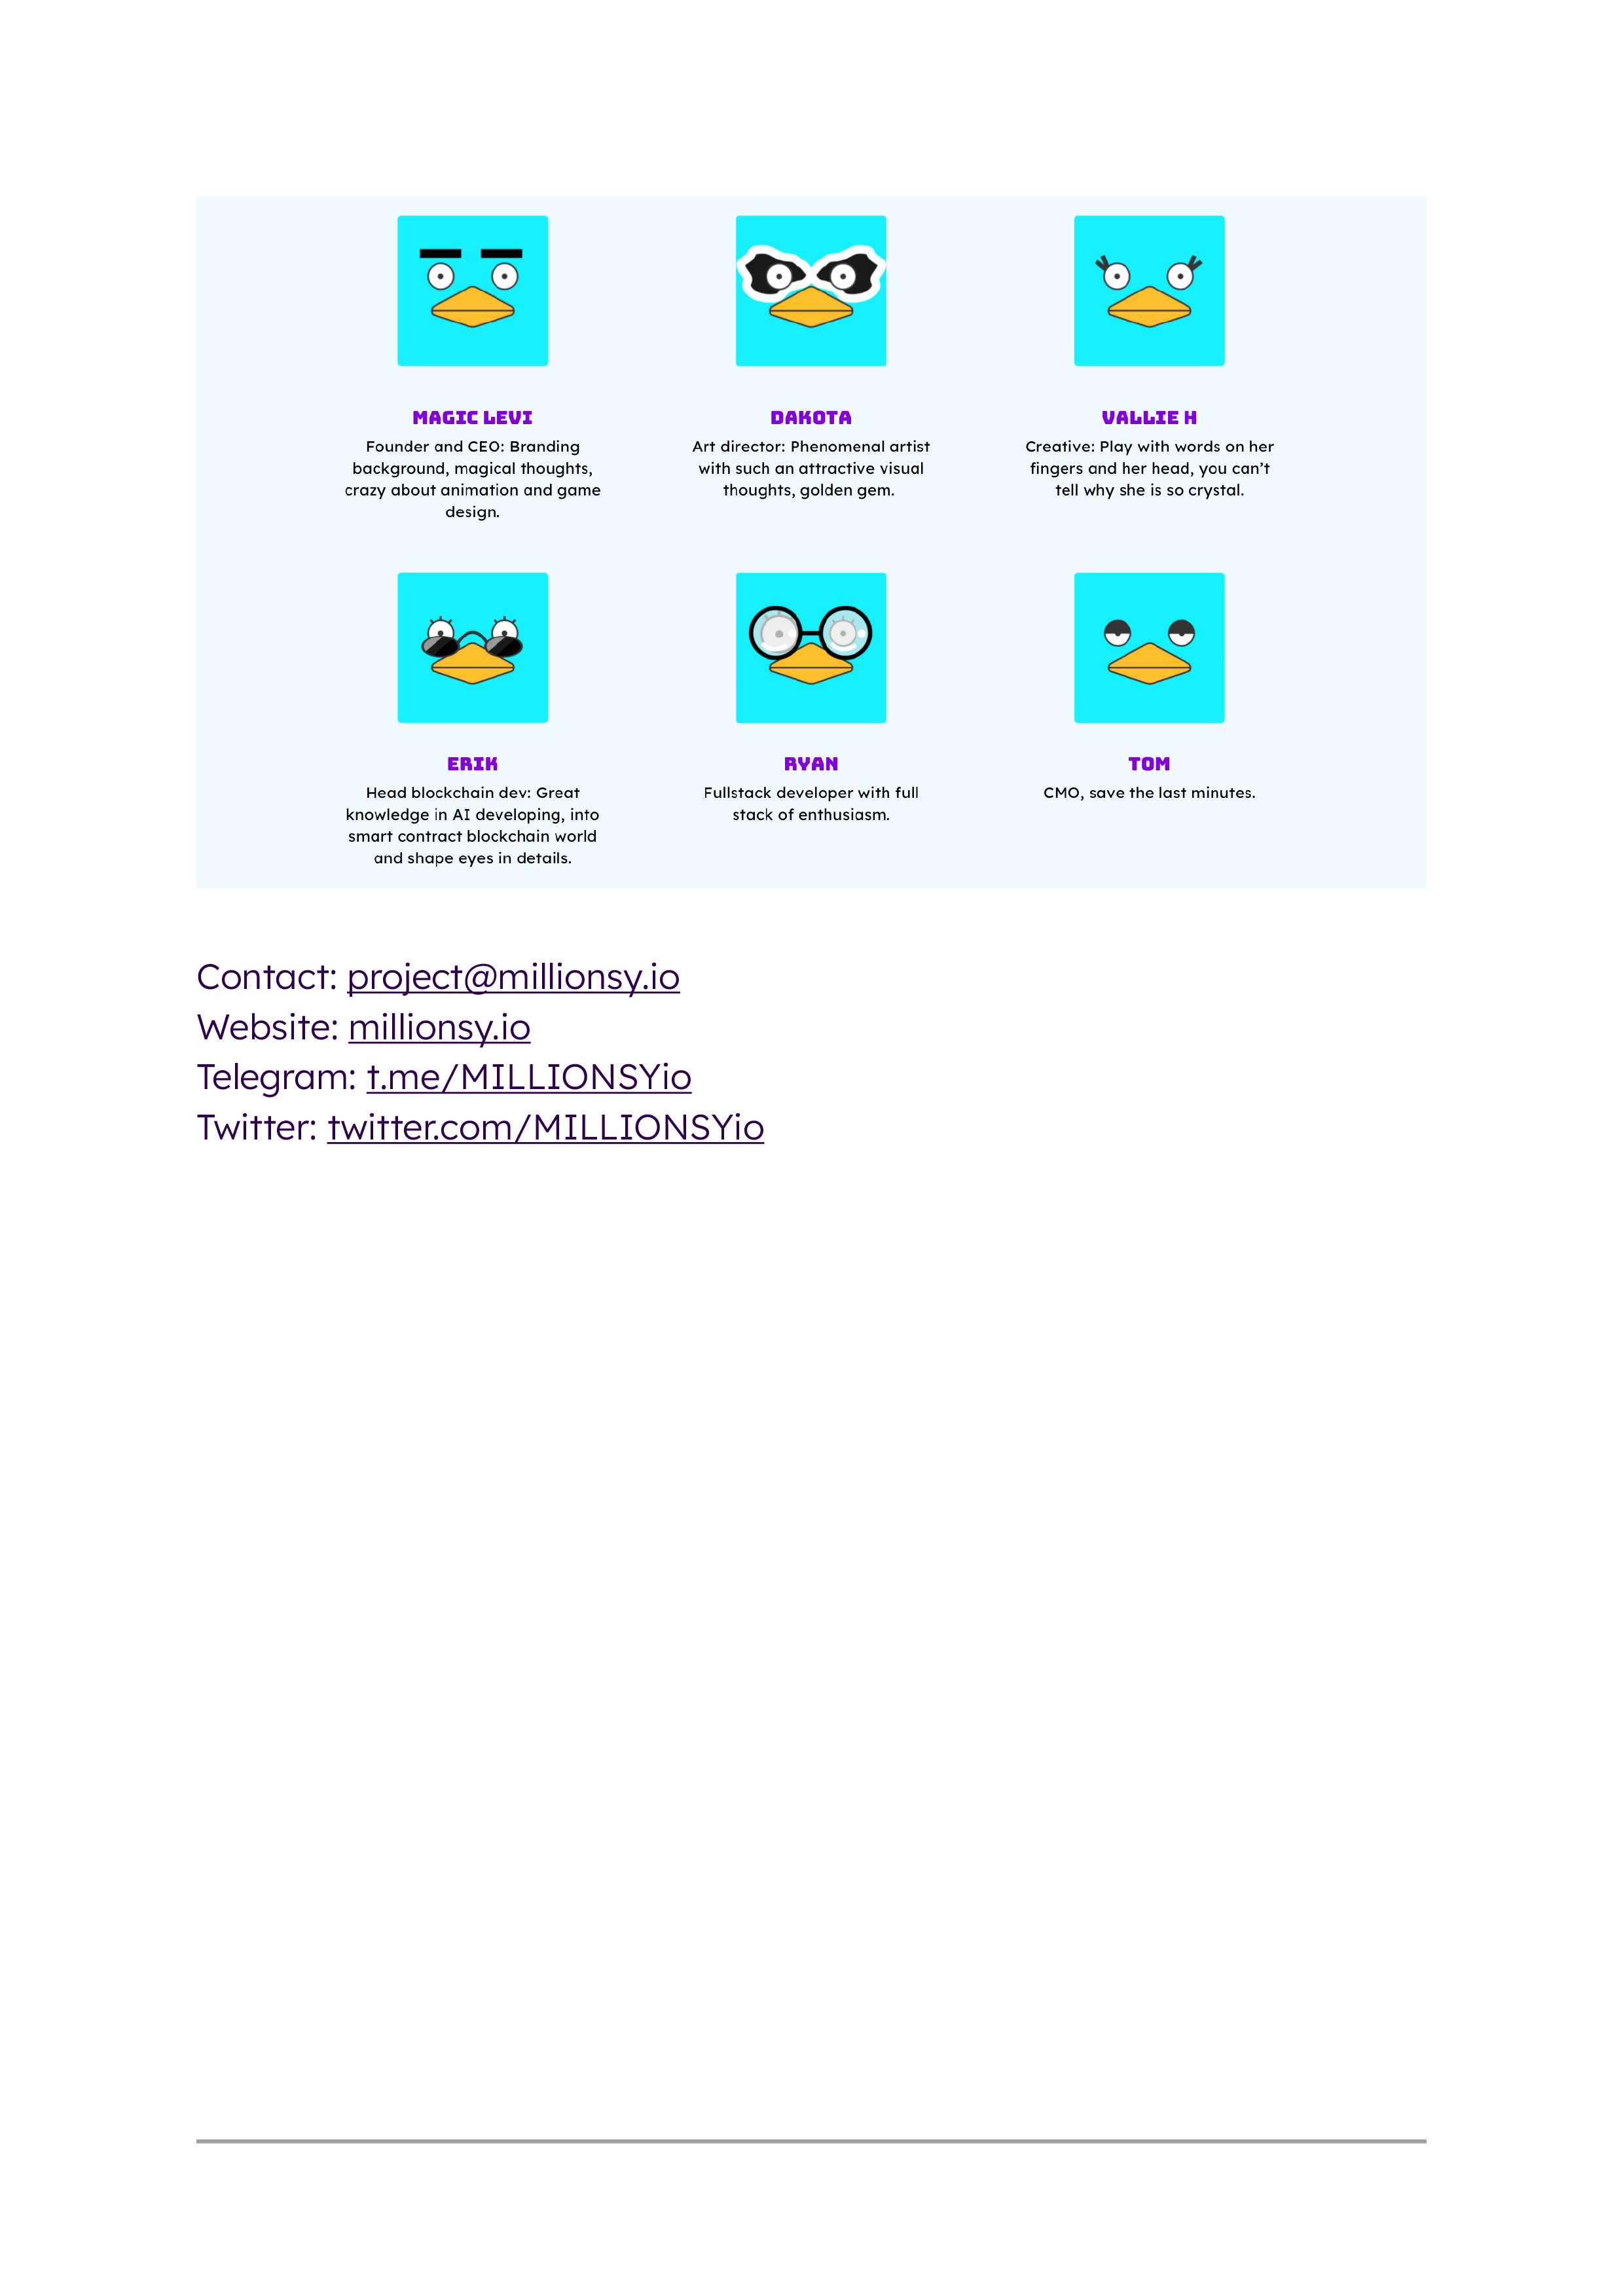 MAGIC LEVI
Founder and CEO: Branding
background, magical thoughts,
crazy about animation and game
design.
DAKOTA
Art director: Phenomenal artist
with such an attractive visual
thoughts, golden gem.
VALLIE H
Creative: Play with words on her
fingers and her head, you can’t
tell why she is so crystal.
ERIK
Head blockchain dev: Great
knowledge in AI developing, into
smart contract blockchain world
and shape eyes in details.
RYAN
Fullstack developer with full
stack of enthusiasm.
TOM
CMO, save the last minutes.
Contact: project@millionsy.io
Website: millionsy.io
Telegram: t.me/MILLIONSYio
Twitter: twitter.com/MILLIONSYio